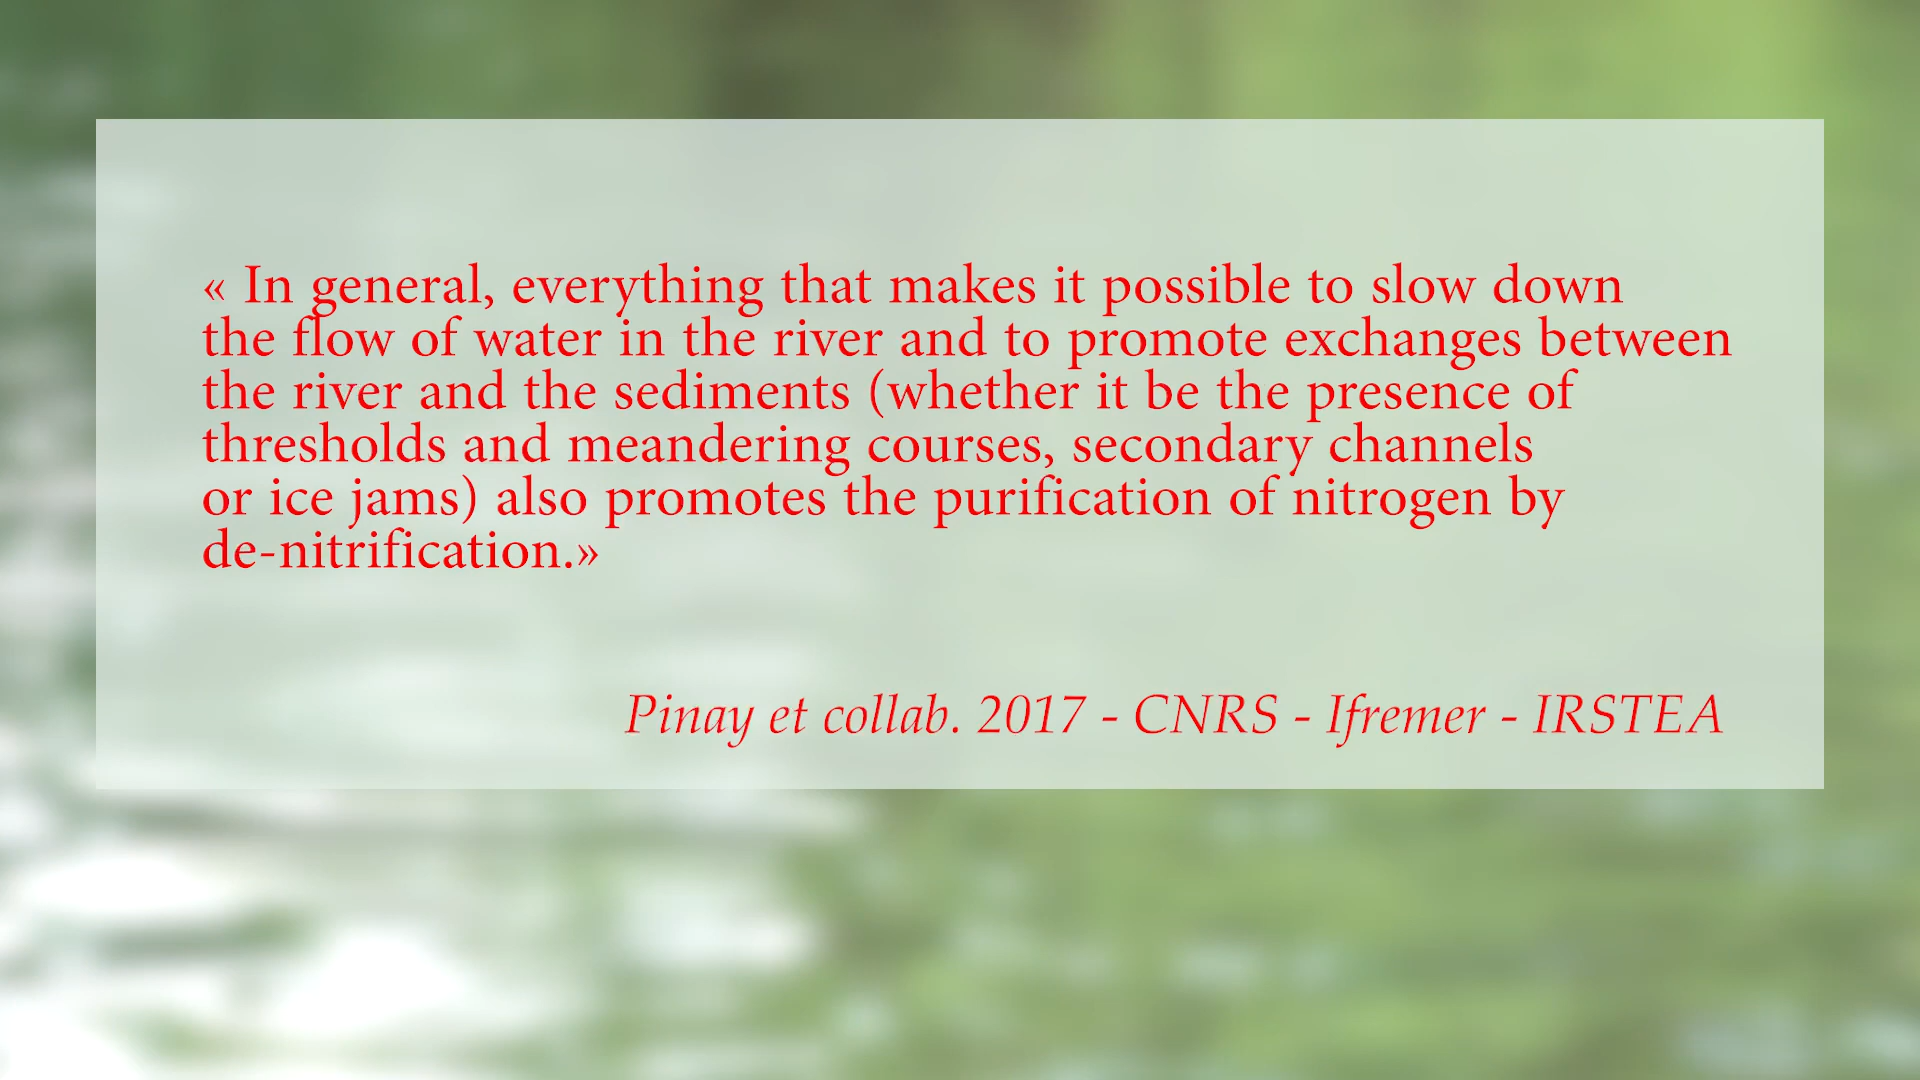 « In general, everything that makes it possible to slow down
the flow of water in the river and to promote exchanges between
the river and the sediments (whether it be the presence of
thresholds and meandering courses, secondary channels
or ice jams) also promotes the purification of nitrogen by
de-nitrification.»
Pinay et collab. 2017 - CNRS - Ifremer - IRSTEA